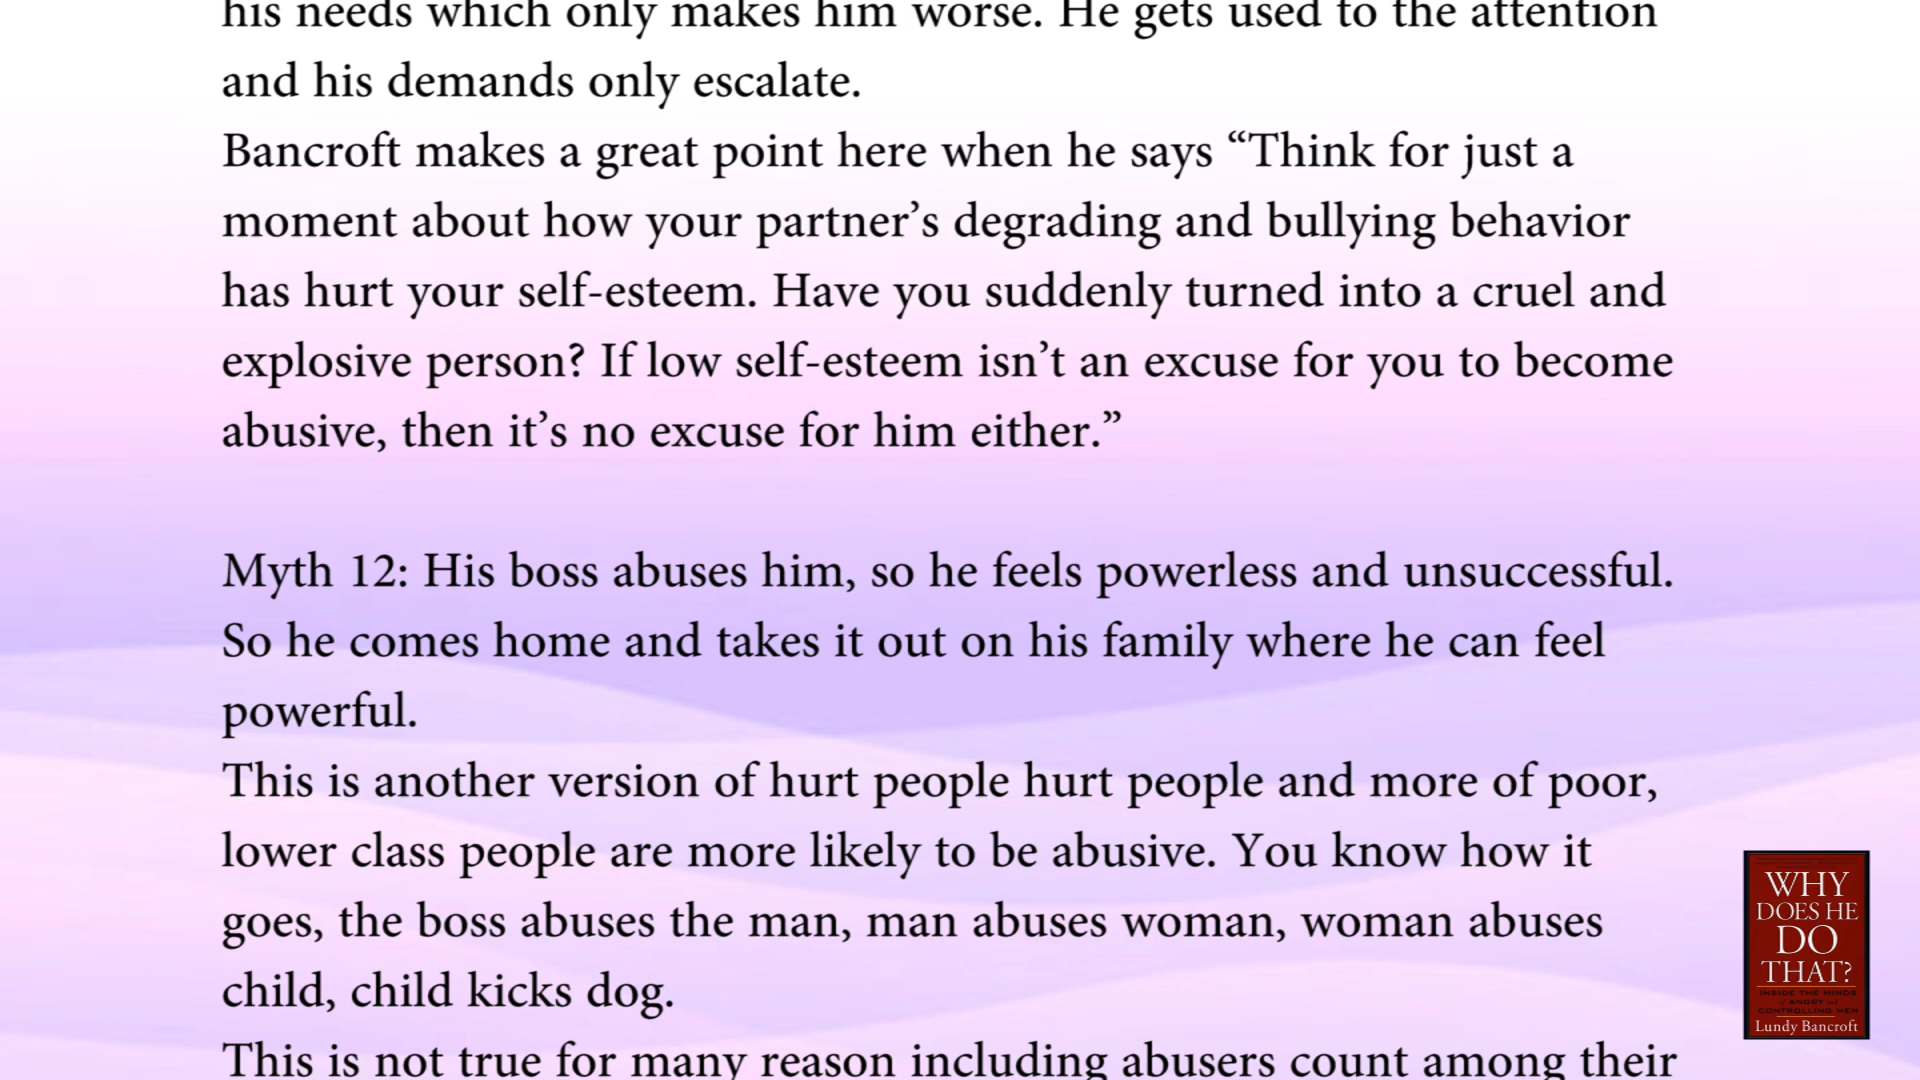 his needs which only makes him worse. He gets used to the attention
and his demands only escalate.
Bancroft makes a great point here when he says “Think for just a
moment about how your partner’s degrading and bullying behavior
has hurt your self-esteem. Have you suddenly turned into a cruel and
explosive person? If low self-esteem isn’t an excuse for you to become
abusive, then it’s no excuse for him either.”
Myth 12: His boss abuses him, so he feels powerless and unsuccessful.
So he comes home and takes it out on his family where he can feel
powerful.
This is another version of hurt people hurt people and more of poor,
lower class people are more likely to be abusive. You know how it
goes, the boss abuses the man, man abuses woman, woman abuses
child, child kicks dog.
This is not true for many reason including abusers count among their
WHY
DOES HE
DO
THAT?
INSIDE THE MINDS
of ANGRY and
CONTROLLING MEN
Lundy Bancroft